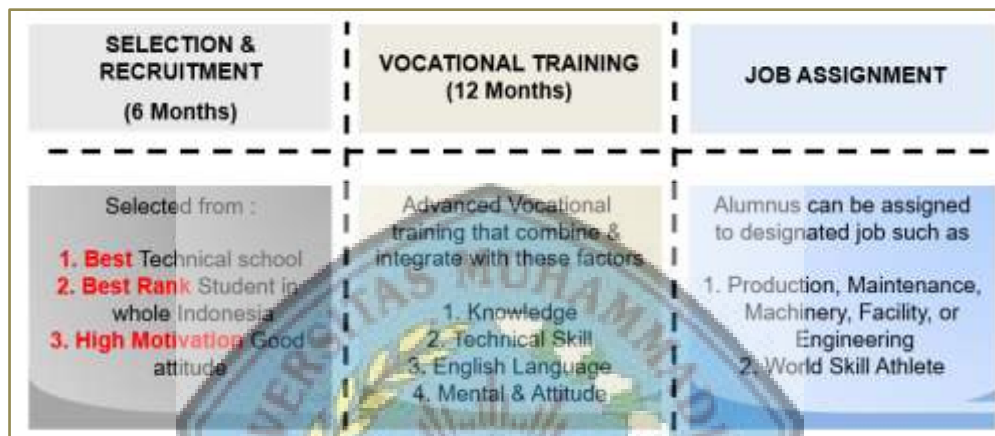 SELECTION &
RECRUITMENT
(6 Months)
VOCATIONAL TRAINING
(12 Months)
JOB ASSIGNMENT
Selected from :
1. Best Technical school
2. Best Rank Student in
whole Indonesia
3. High Motivation Good
attitude
Advanced Vocational
training that combine &
integrate with these factors
1. Knowledge
2. Technical Skill
3. English Language
4. Mental & Attitude
Alumnus can be assigned
to designated job such as
1. Production, Maintenance,
Machinery, Facility, or
Engineering
2. World Skill Athlete